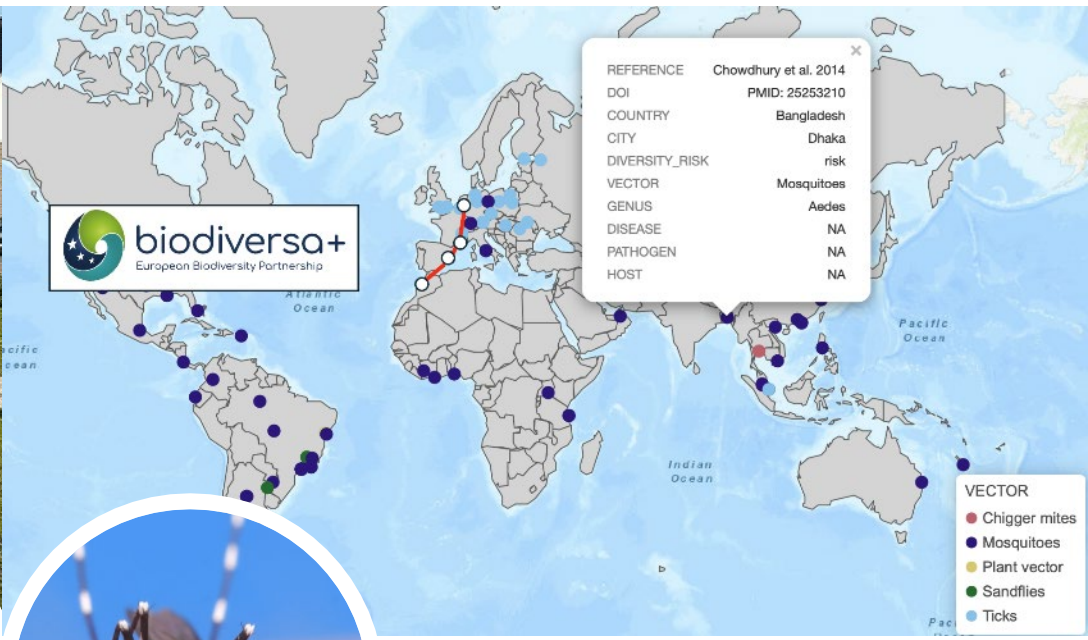 ×
REFERENCE Chowdhury et al. 2014
DOI PMID: 25253210
COUNTRY Bangladesh
CITY Dhaka
DIVERSITY_RISK risk
VECTOR Mosquitoes
GENUS Aedes
DISEASE NA
PATHOGEN NA
HOST NA
biodiversa+
European Biodiversity Partnership
Atlantic
Ocean
Pacific
Ocean
acific
cean
Indian
Ocean
VECTOR
Chigger mites
Mosquitoes
Plant vector
Sandflies
Ticks
Paci